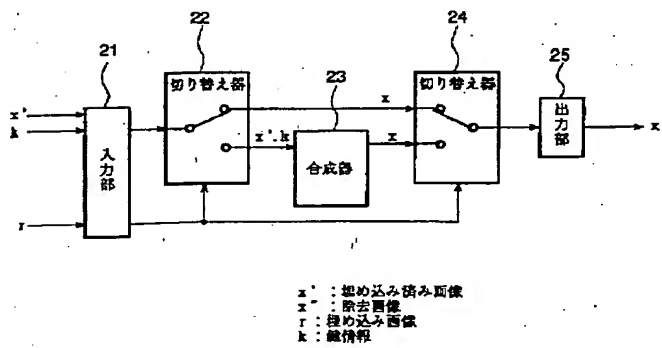 22
24
21
23
25
切り替え器
切り替え器
x'
k
入力部
x
x'.k
合成器
x
出力部
x
r
x' : 埋め込み済み画像
x" : 除去画像
r : 埋め込み画像
k : 鍵情報